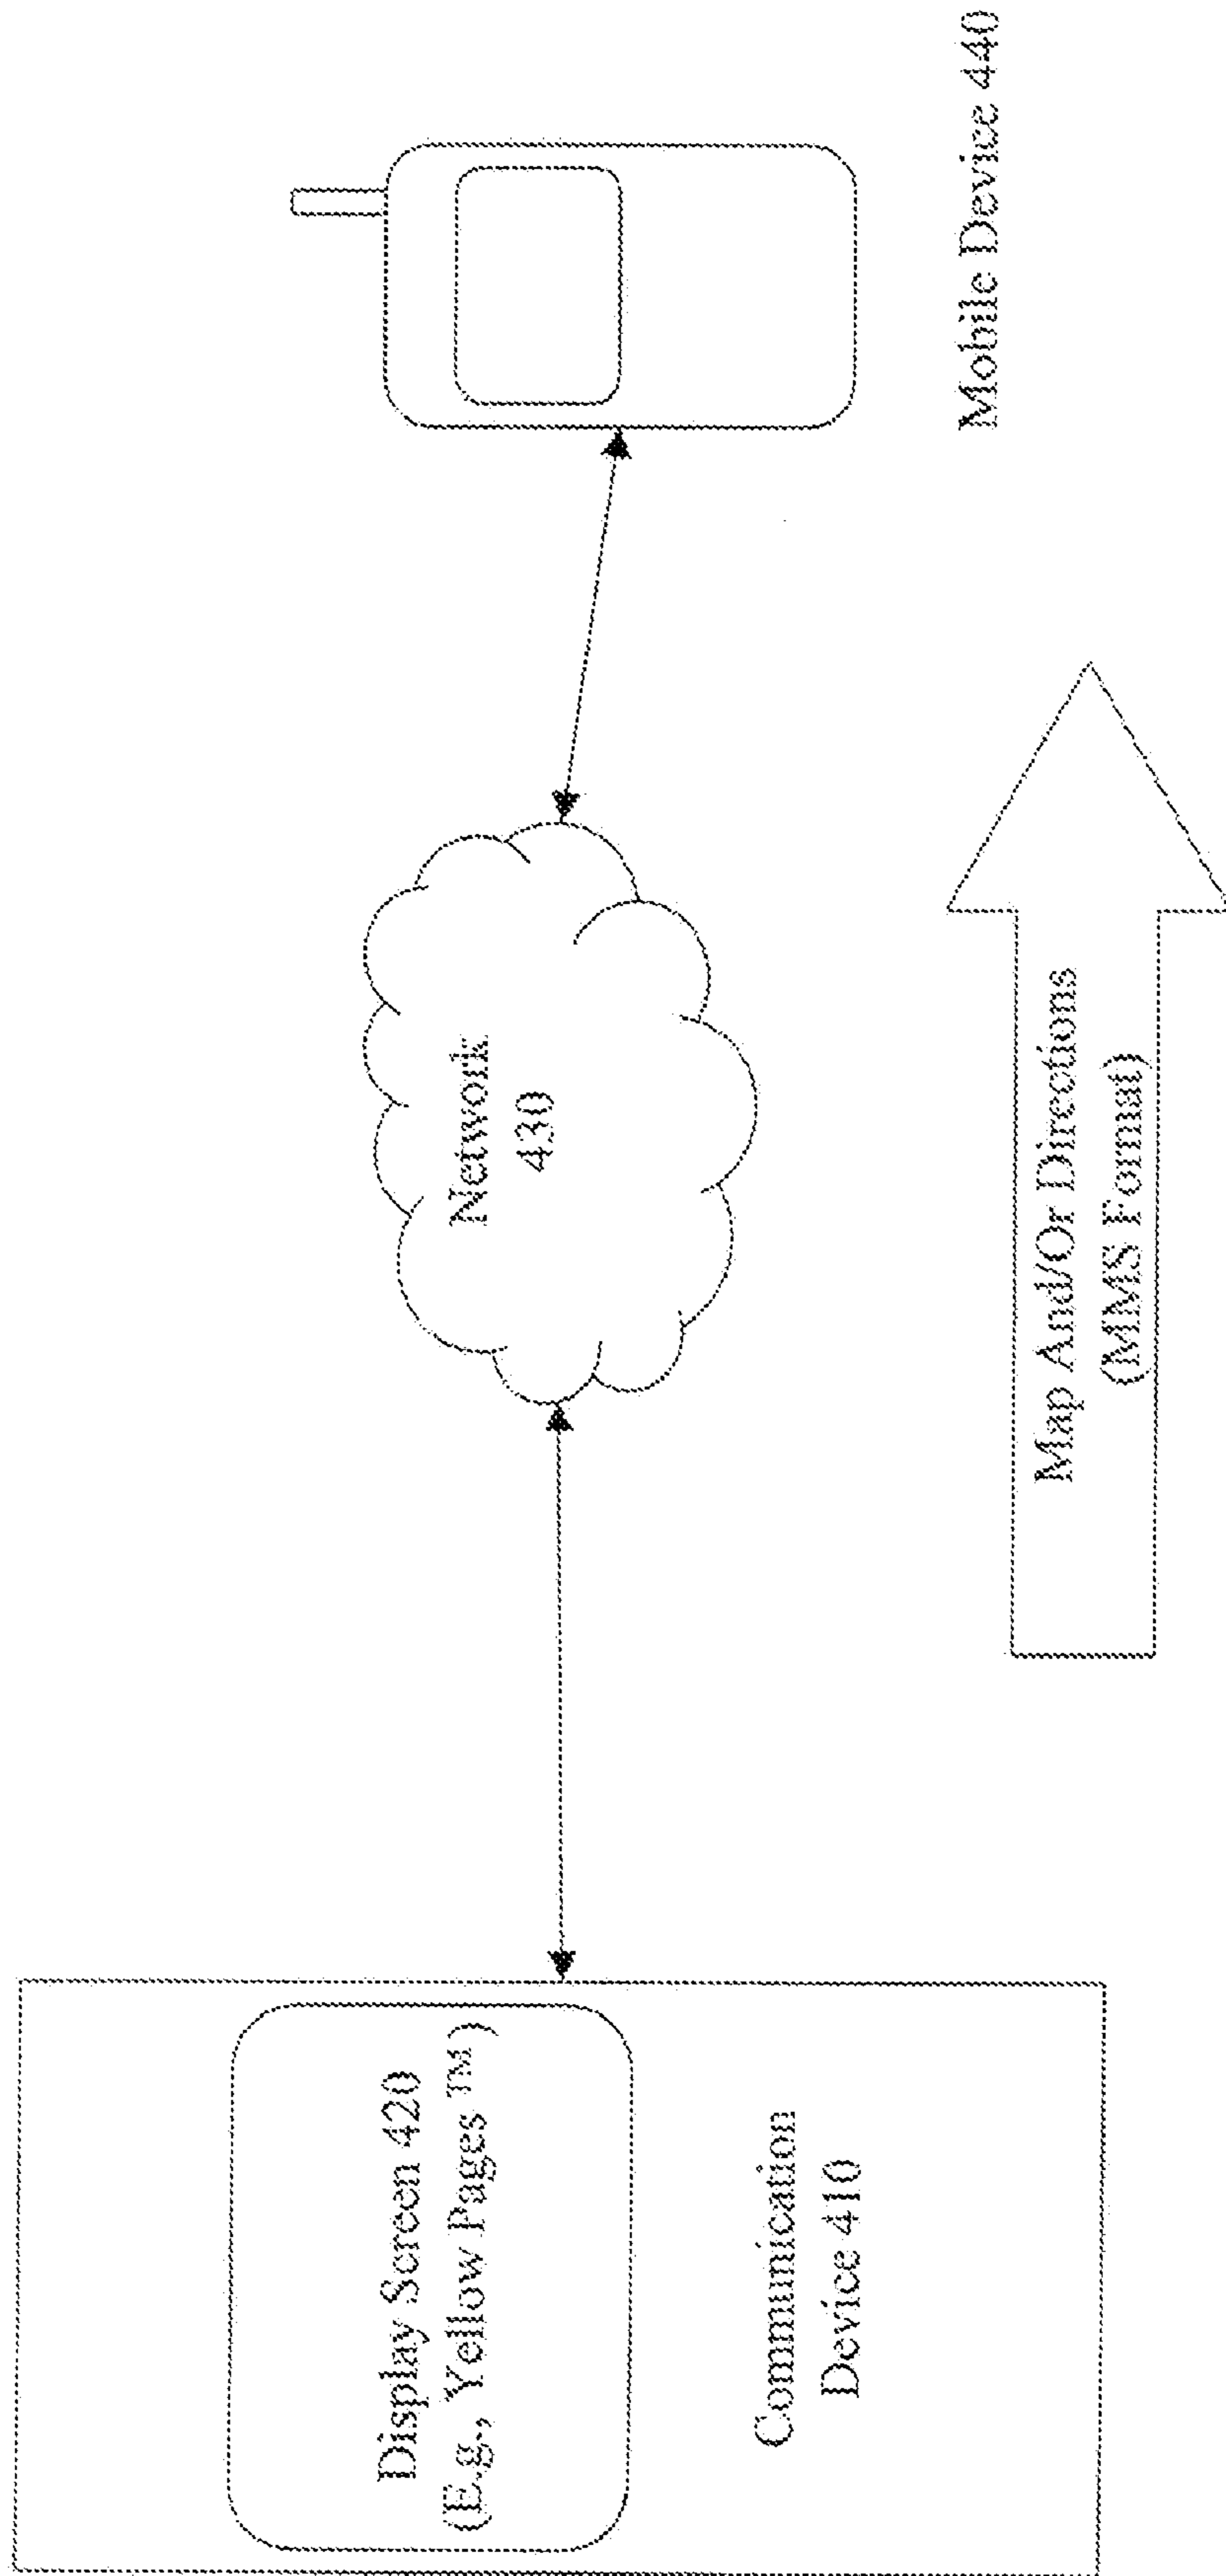 Display Screen 420
(E.g., Yellow Pages ™)
Communication
Device 410
Network
430
Map And/Or Directions
(MMS Format)
Mobile Device 440